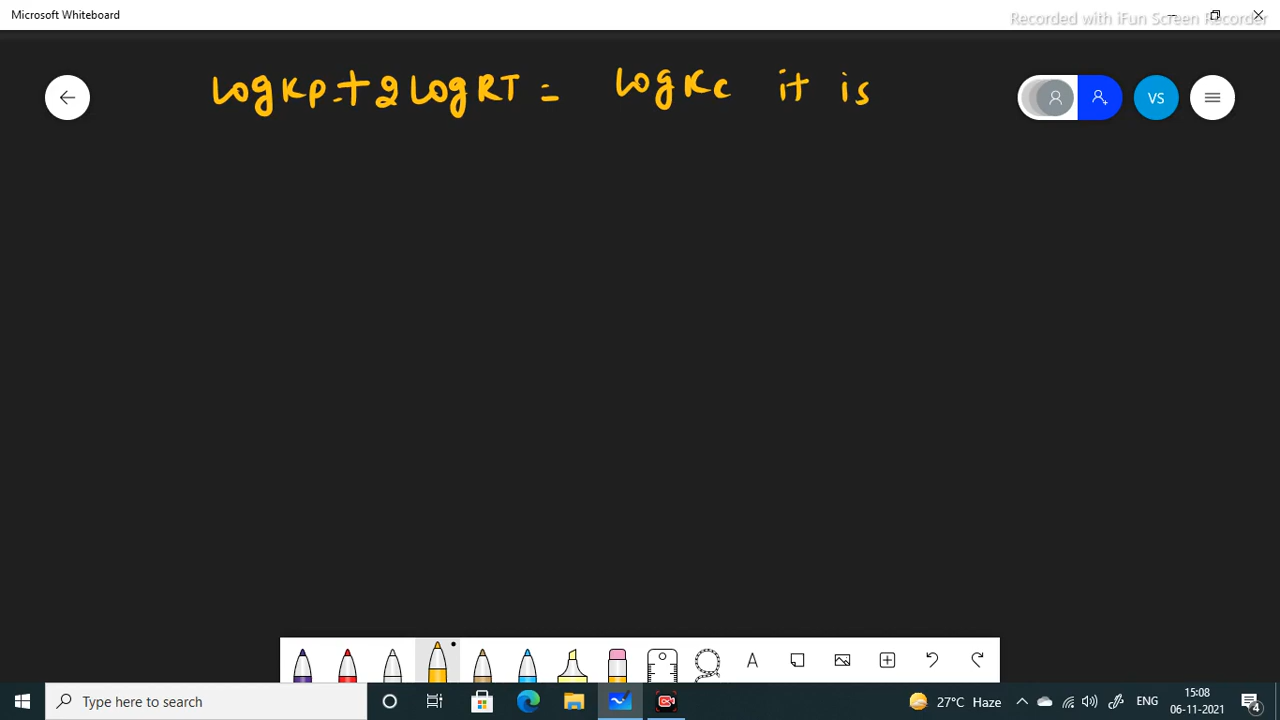 Microsoft Whiteboard
Recorded with iFun Screen Recorder
log KP + 2 log RT = log Kc it is
VS
A
Type here to search
27°C Haze
ENG
15:08
06-11-2021
4